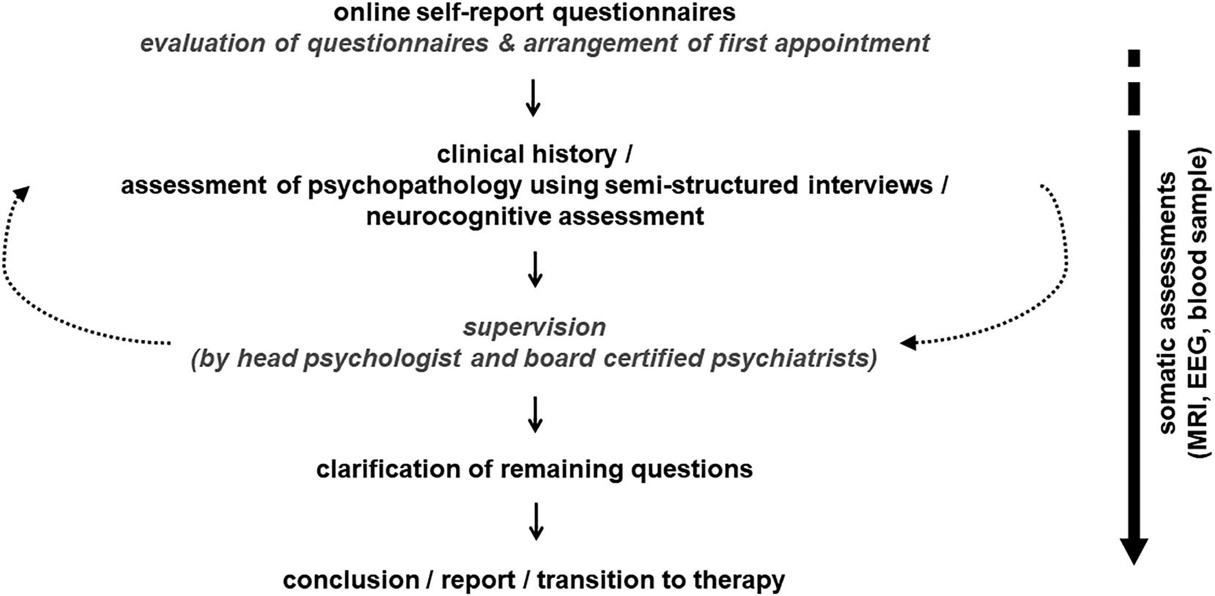 online self-report questionnaires
evaluation of questionnaires & arrangement of first appointment
clinical history /
assessment of psychopathology using semi-structured interviews /
neurocognitive assessment
supervision
(by head psychologist and board certified psychiatrists)
clarification of remaining questions
conclusion / report / transition to therapy
somatic assessments
(MRI, EEG, blood sample)